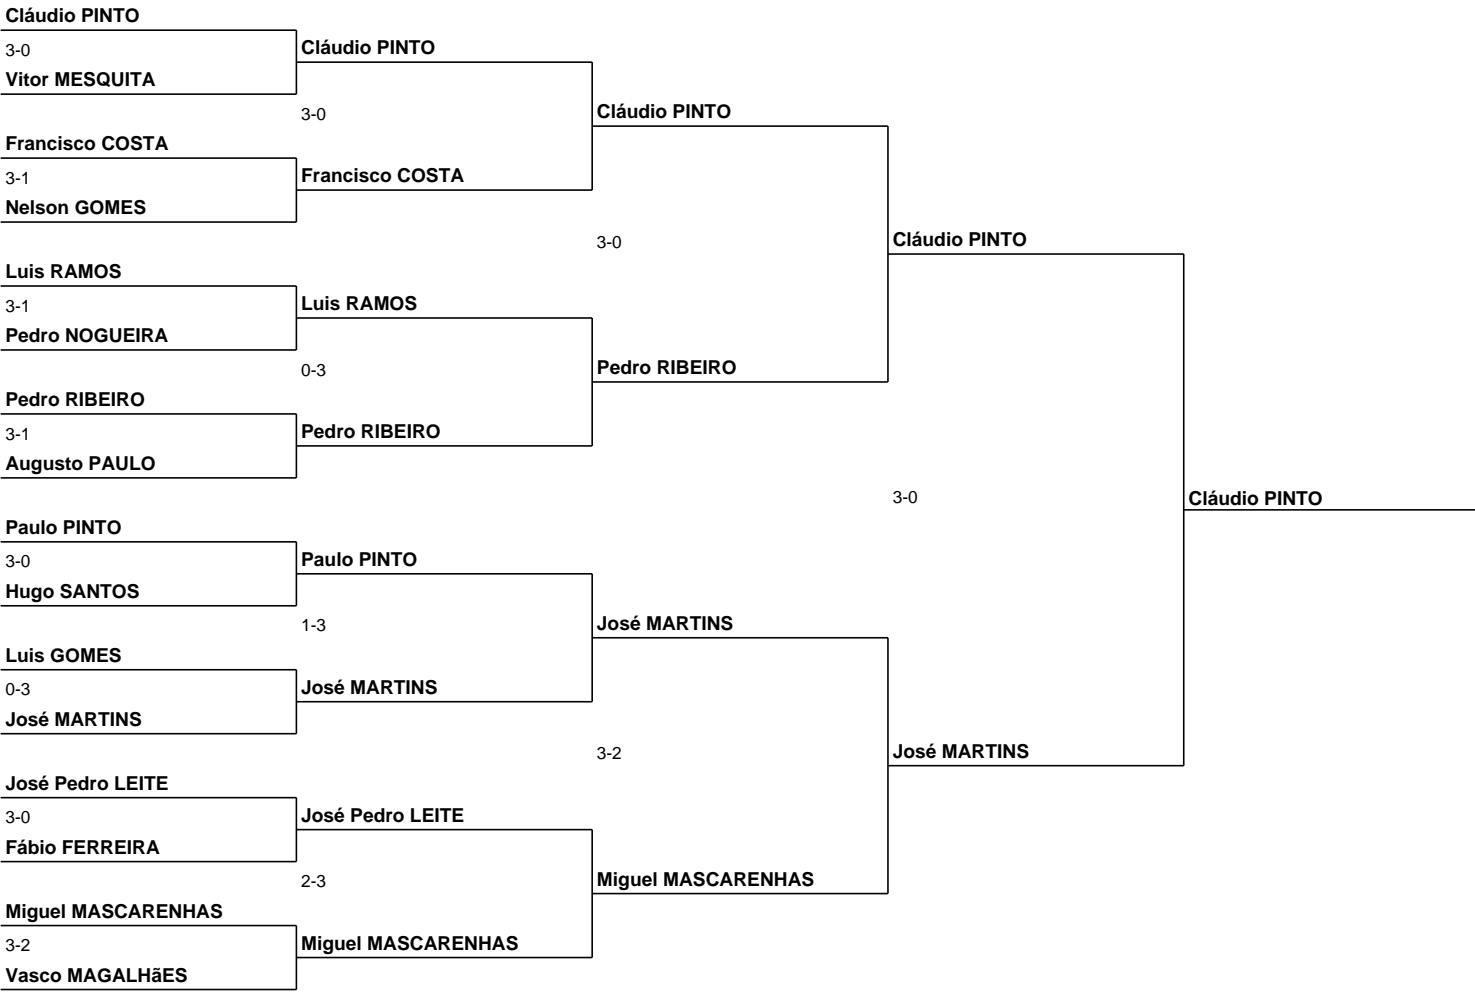 Cláudio PINTO
3-0
Vitor MESQUITA
Francisco COSTA
3-1
Nelson GOMES
Luis RAMOS
3-1
Pedro NOGUEIRA
Pedro RIBEIRO
3-1
Augusto PAULO
Paulo PINTO
3-0
Hugo SANTOS
Luis GOMES
0-3
José MARTINS
José Pedro LEITE
3-0
Fábio FERREIRA
Miguel MASCARENHAS
3-2
Vasco MAGALHãES
Cláudio PINTO
3-0
Francisco COSTA
Luis RAMOS
0-3
Pedro RIBEIRO
Paulo PINTO
1-3
José MARTINS
José Pedro LEITE
2-3
Miguel MASCARENHAS
Cláudio PINTO
3-0
Pedro RIBEIRO
José MARTINS
3-2
Miguel MASCARENHAS
Cláudio PINTO
3-0
José MARTINS
Cláudio PINTO